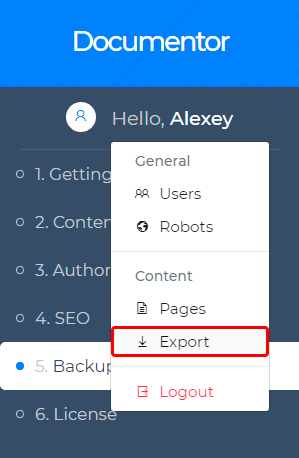 Documentor
Hello, Alexey
General
Users
Robots
Content
Pages
Export
Logout
1. Getting
2. Conten
3. Author
4. SEO
5. Backup
6. License